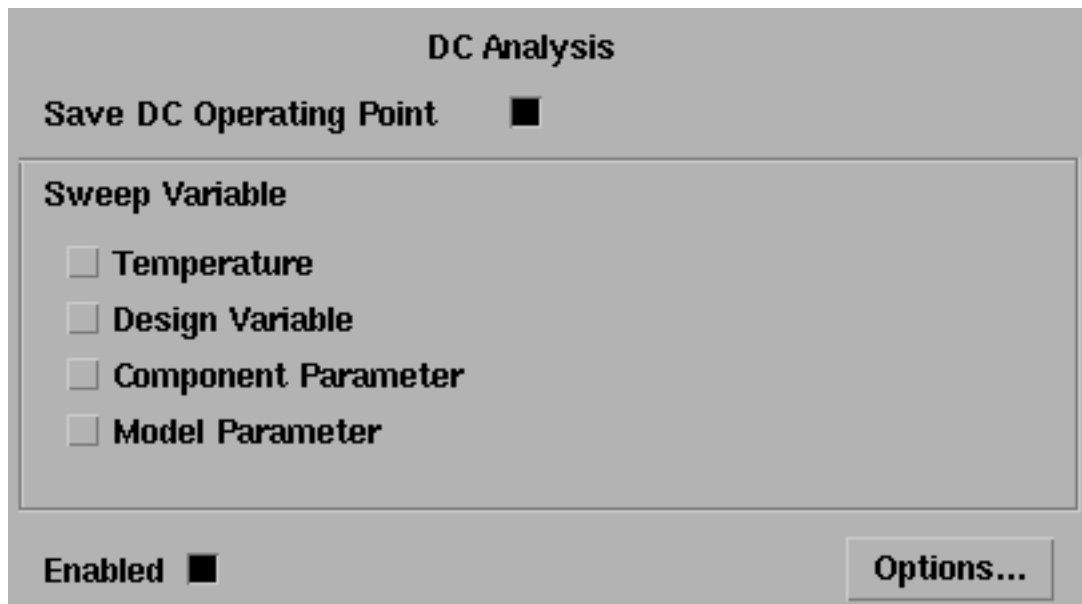 DC Analysis
Save DC Operating Point
Sweep Variable
Temperature
Design Variable
Component Parameter
Model Parameter
Enabled
Options...